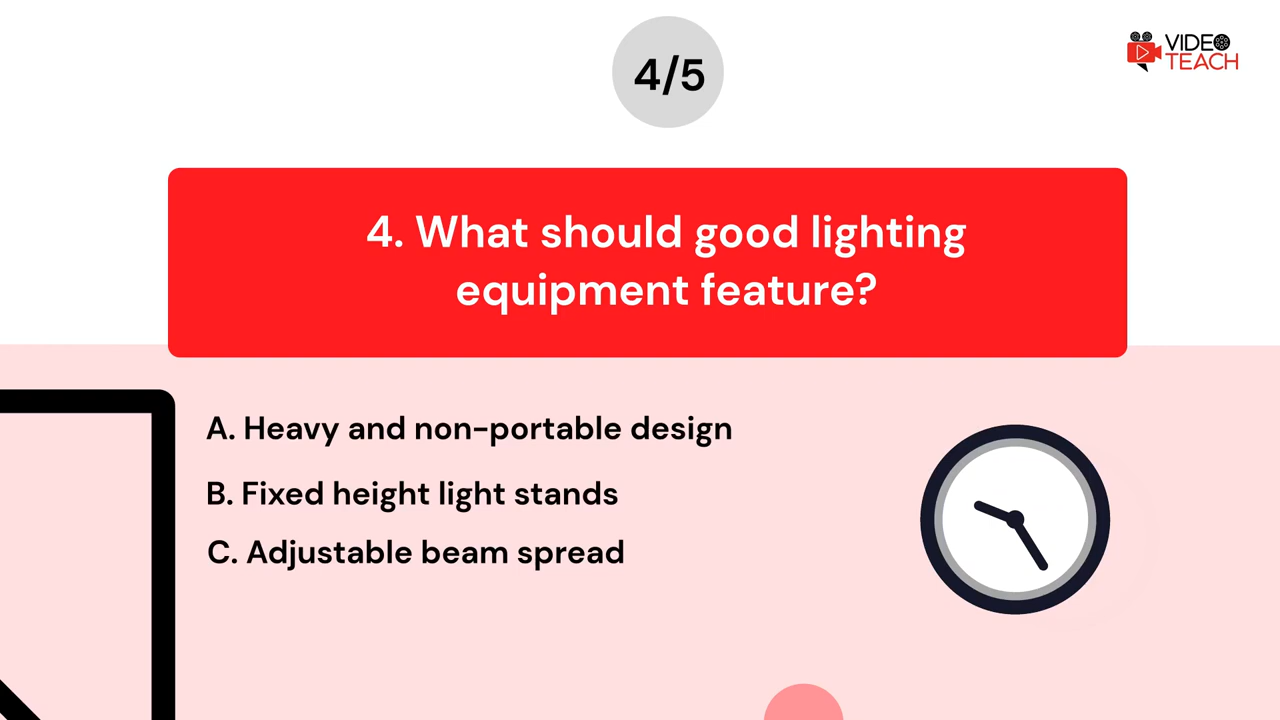 4/5
VIDEO
TEACH
4. What should good lighting
equipment feature?
A. Heavy and non-portable design
B. Fixed height light stands
C. Adjustable beam spread